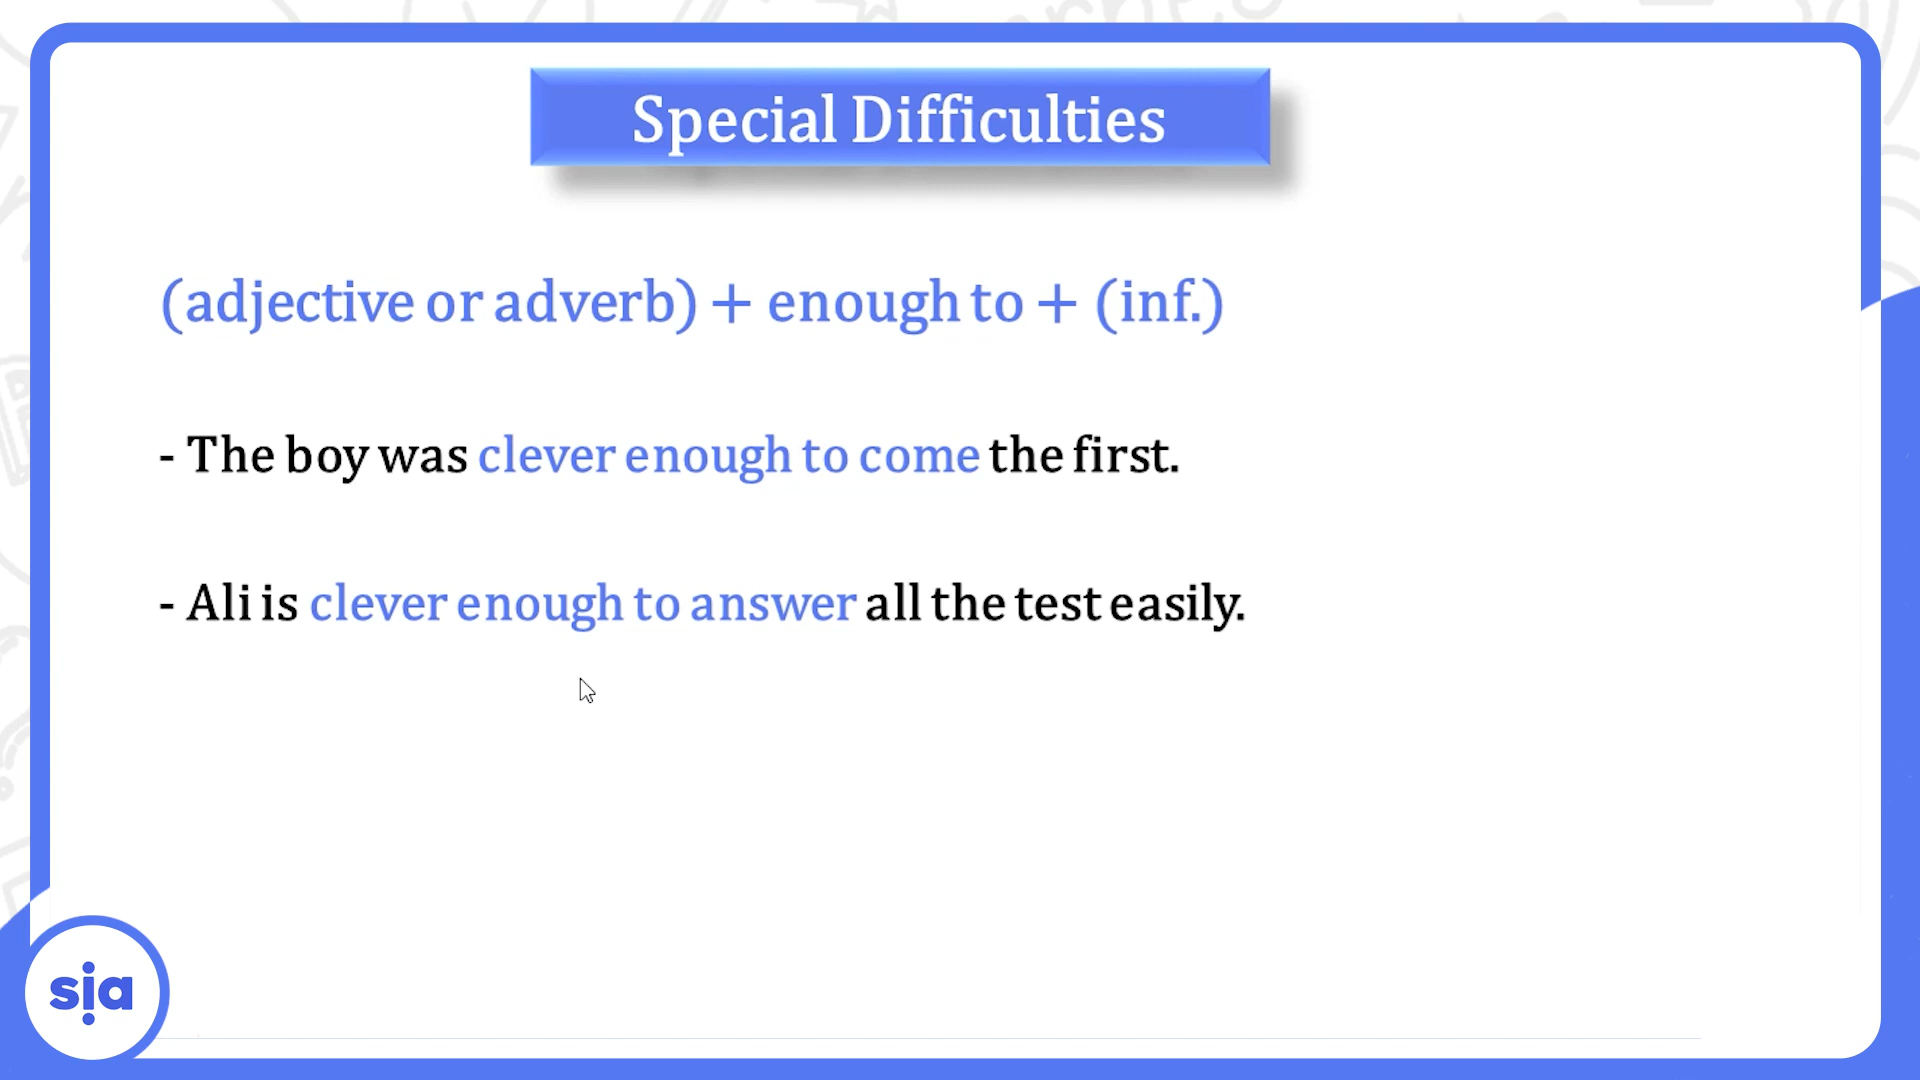 Special Difficulties
(adjective or adverb) + enough to + (inf.)
- The boy was clever enough to come the first.
- Ali is clever enough to answer all the test easily.
sia